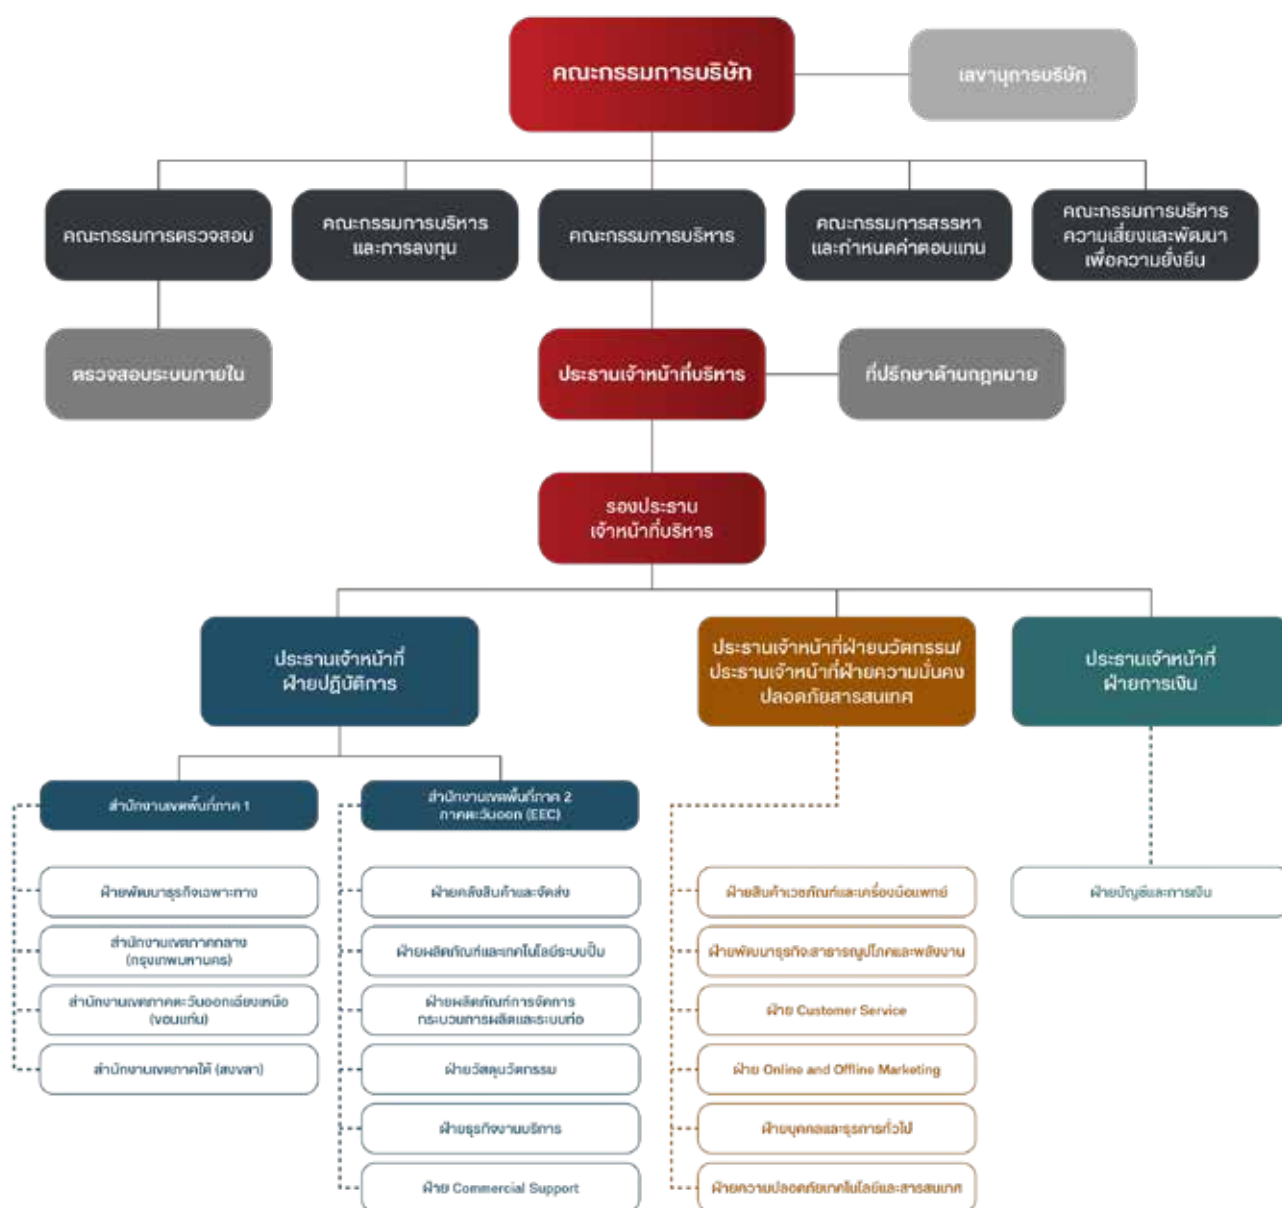 คณะกรรมการบริษัท
เลขานุการบริษัท
คณะกรรมการตรวจสอบ
คณะกรรมการบริหาร
และการลงทุน
คณะกรรมการบริหาร
คณะกรรมการสรรหา
และกำหนดค่าตอบแทน
คณะกรรมการบริหาร
ความเสี่ยงและพัฒนา
เพื่อความยั่งยืน
ตรวจสอบระบบภายใน
ประธานเจ้าหน้าที่บริหาร
ที่ปรึกษาด้านกฎหมาย
รองประธาน
เจ้าหน้าที่บริหาร
ประธานเจ้าหน้าที่
ฝ่ายปฏิบัติการ
ประธานเจ้าหน้าที่ฝ่ายนวัตกรรม/
ประธานเจ้าหน้าที่ฝ่ายความมั่นคง
ปลอดภัยสารสนเทศ
ประธานเจ้าหน้าที่
ฝ่ายการเงิน
สำนักงานเขตพื้นที่ภาค 1
สำนักงานเขตพื้นที่ภาค 2
ภาคตะวันออก (EEC)
ฝ่ายพัฒนาธุรกิจเฉพาะทาง
สำนักงานเขตภาคกลาง
(กรุงเทพมหานคร)
สำนักงานเขตภาคตะวันออกเฉียงเหนือ
(ขอนแก่น)
สำนักงานเขตภาคใต้ (สงขลา)
ฝ่ายคลังสินค้าและจัดส่ง
ฝ่ายผลิตภัณฑ์และเทคโนโลยีระบบปั๊ม
ฝ่ายผลิตภัณฑ์การจัดการ
กระบวนการผลิตและระบบท่อ
ฝ่ายวัสดุนวัตกรรม
ฝ่ายธุรกิจงานบริการ
ฝ่าย Commercial Support
ฝ่ายสินค้าเวชภัณฑ์และเครื่องมือแพทย์
ฝ่ายพัฒนาธุรกิจสาธารณูปโภคและพลังงาน
ฝ่าย Customer Service
ฝ่าย Online and Offline Marketing
ฝ่ายบุคคลและธุรการทั่วไป
ฝ่ายความปลอดภัยเทคโนโลยีและสารสนเทศ
ฝ่ายบัญชีและการเงิน